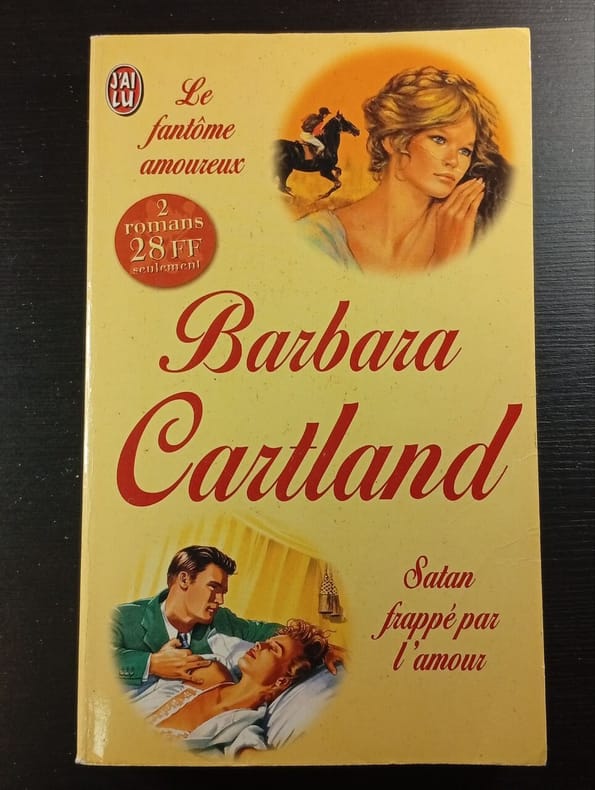 J'AI
LU
Le
fantôme
amoureux
2
romans
28 FF
seulement
Barbara
Cartland
Satan
frappé par
l'amour